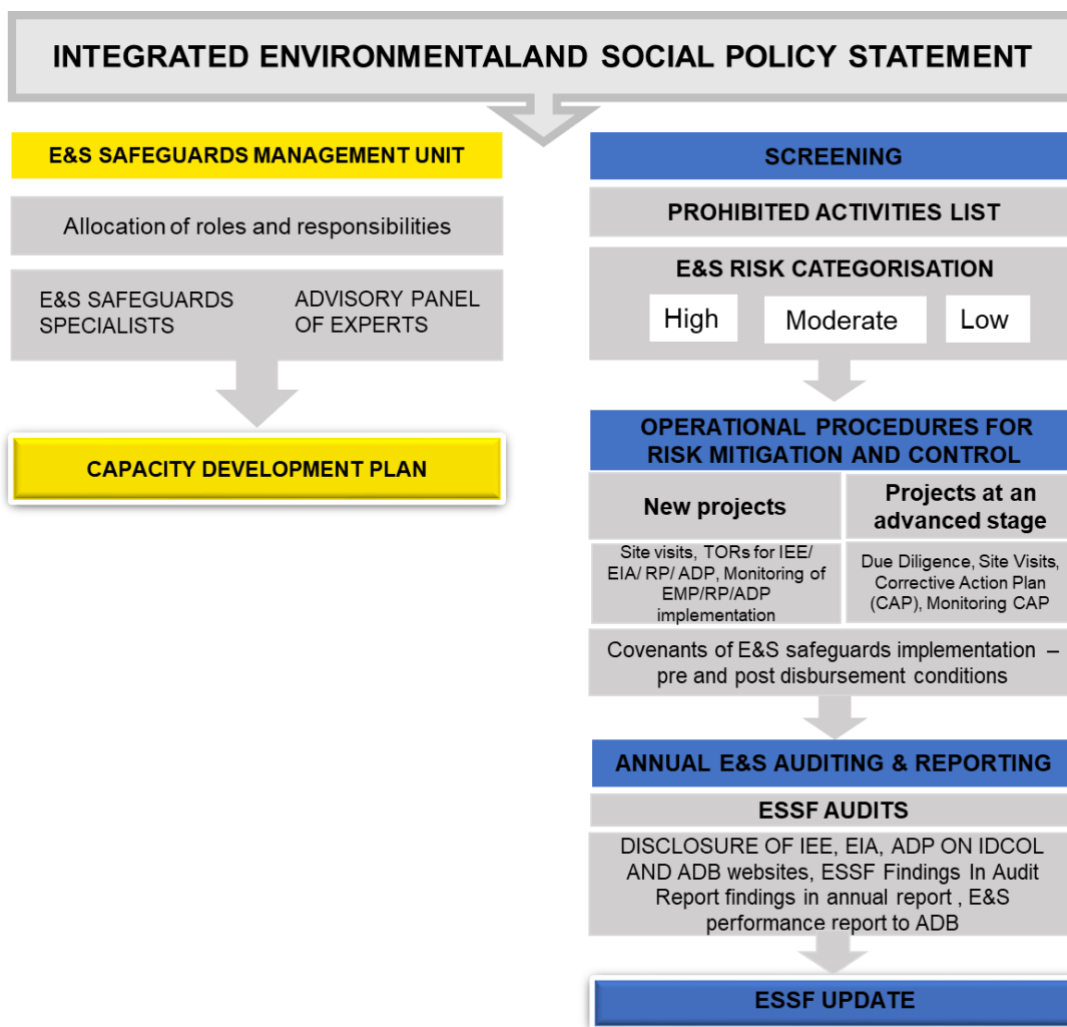 INTEGRATED ENVIRONMENTALAND SOCIAL POLICY STATEMENT
E&S SAFEGUARDS MANAGEMENT UNIT
Allocation of roles and responsibilities
E&S SAFEGUARDS
SPECIALISTS
ADVISORY PANEL
OF EXPERTS
CAPACITY DEVELOPMENT PLAN
SCREENING
PROHIBITED ACTIVITIES LIST
E&S RISK CATEGORISATION
High
Moderate
Low
OPERATIONAL PROCEDURES FOR
RISK MITIGATION AND CONTROL
New projects
Site visits, TORs for IEE/
EIA/ RP/ ADP, Monitoring of
EMP/RP/ADP
implementation
Projects at an
advanced stage
Due Diligence, Site Visits,
Corrective Action Plan
(CAP), Monitoring CAP
Covenants of E&S safeguards implementation –
pre and post disbursement conditions
ANNUAL E&S AUDITING & REPORTING
ESSF AUDITS
DISCLOSURE OF IEE, EIA, ADP ON IDCOL
AND ADB websites, ESSF Findings In Audit
Report findings in annual report , E&S
performance report to ADB
ESSF UPDATE